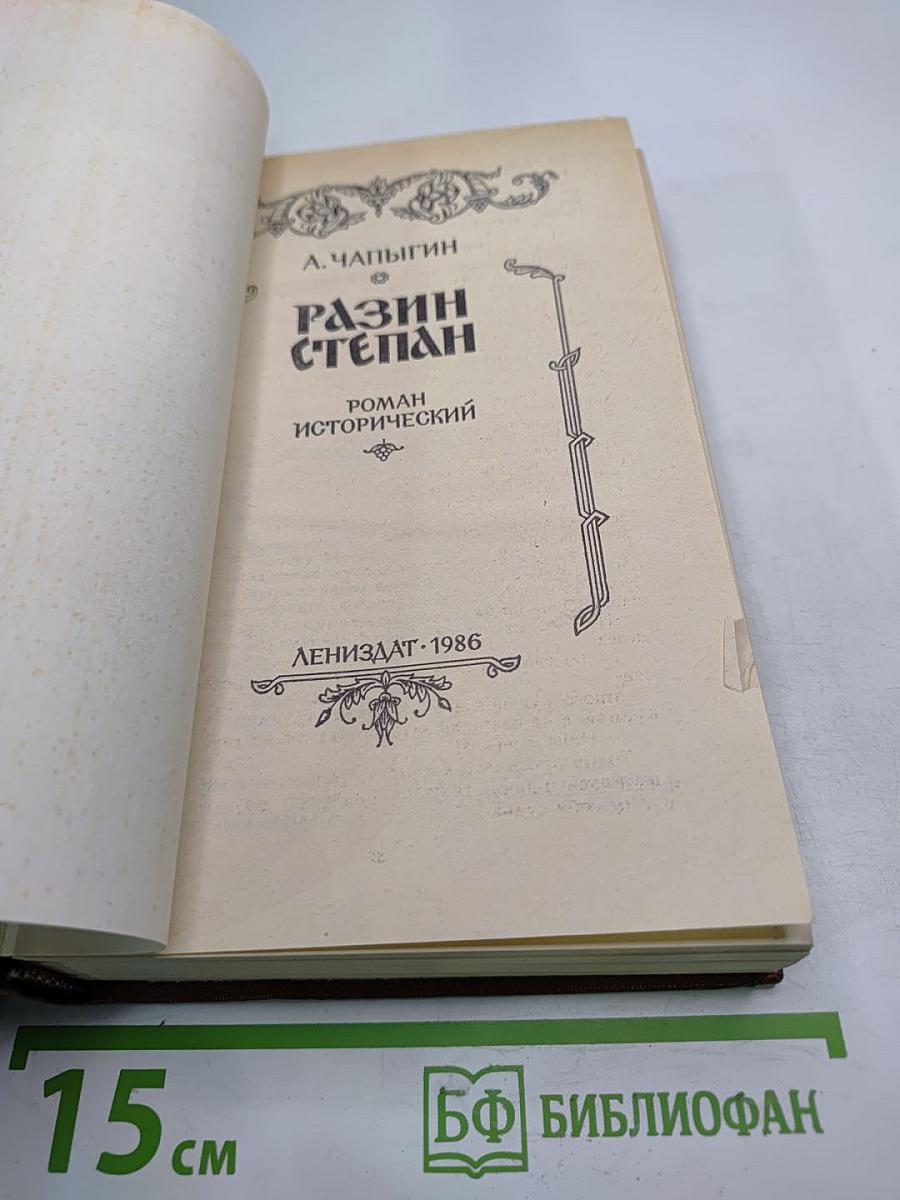 А. ЧАПЫГИН
РАЗИН
СТЕПАН
РОМАН
ИСТОРИЧЕСКИЙ
ЛЕНИЗДАТ · 1986
15 см
БФ БИБЛИОФАН